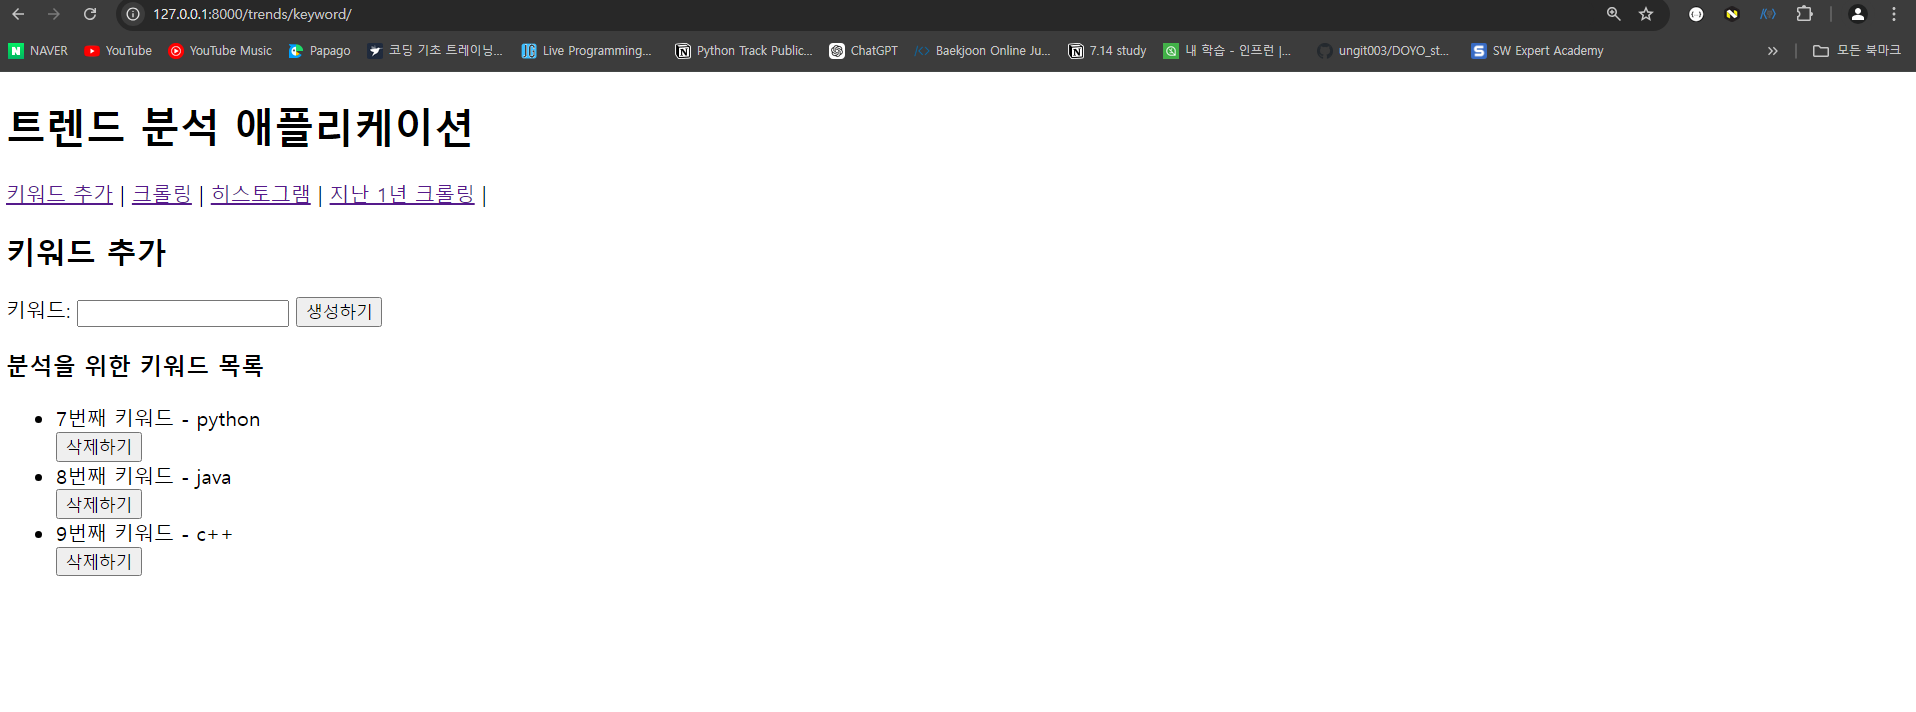 127.0.0.1:8000/trends/keyword/
NAVER YouTube YouTube Music Papago 코딩 기초 트레이닝... Live Programming... Python Track Public... ChatGPT Baekjoon Online Ju... 7.14 study 내 학습 - 인프런 |... ungit003/DOYO_st... SW Expert Academy » 모든 북마크
트렌드 분석 애플리케이션
키워드 추가 | 크롤링 | 히스토그램 | 지난 1년 크롤링 |
키워드 추가
키워드: 생성하기
분석을 위한 키워드 목록
• 7번째 키워드 - python
삭제하기
• 8번째 키워드 - java
삭제하기
• 9번째 키워드 - c++
삭제하기